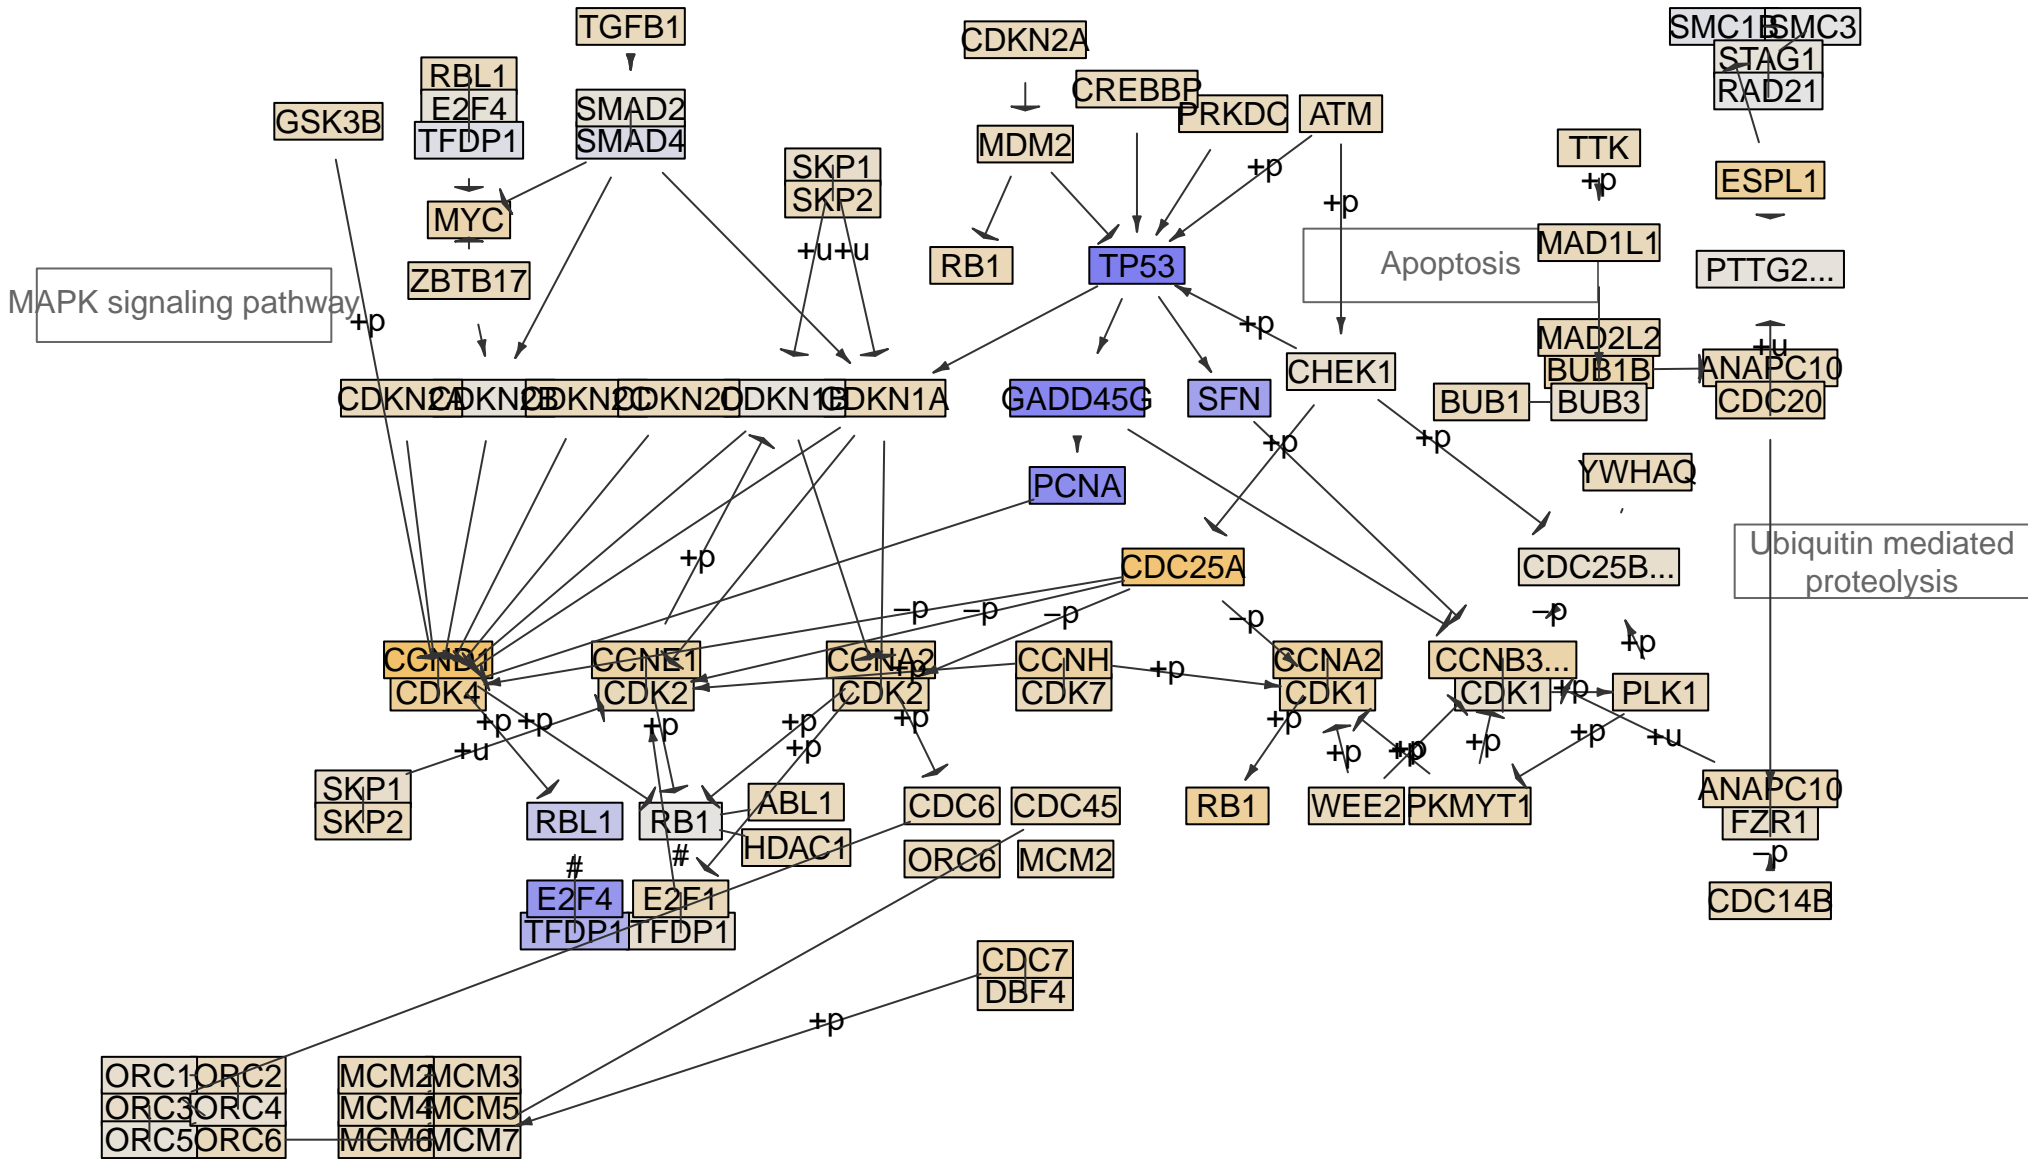 TGFB1
CDKN2A
SMC1B
SMC3
STAG1
RAD21
RBL1
E2F4
TFDP1
GSK3B
SMAD2
SMAD4
CREBBP
PRKDC
ATM
MDM2
TTK
+p
ESPL1
SKP1
SKP2
+p
+p
MYC
ZBTB17
+u
+u
RB1
TP53
Apoptosis
MAD1L1
PTTG2...
MAPK signaling pathway
+p
+p
MAD2L2
BUB1B
BUB3
BUB1
+u
ANAPC10
CDC20
CDKN2A
CDKN2B
CDKN2C
CDKN2D
CDKN1B
CDKN1A
GADD45G
SFN
CHEK1
+p
+p
PCNA
YWHAQ
Ubiquitin mediated
proteolysis
+p
CDC25A
CDC25B...
−p
−p
−p
−p
−p
+p
CCND1
CDK4
CCNE1
CDK2
CCNA2
CDK2
+p
CCNH
CDK7
+p
CCNA2
CDK1
CCNB3...
CDK1
+p
PLK1
+p
+p
+u
+p
+p
+p
+p
+p
+p
+p
+p
+p
+p
+u
SKP1
SKP2
RBL1
RB1
ABL1
HDAC1
CDC6
CDC45
ORC6
MCM2
RB1
WEE2
PKMYT1
ANAPC10
FZR1
−p
CDC14B
#
#
E2F4
TFDP1
E2F1
TFDP1
CDC7
DBF4
+p
ORC1
ORC2
ORC3
ORC4
ORC5
ORC6
MCM2
MCM3
MCM4
MCM5
MCM6
MCM7